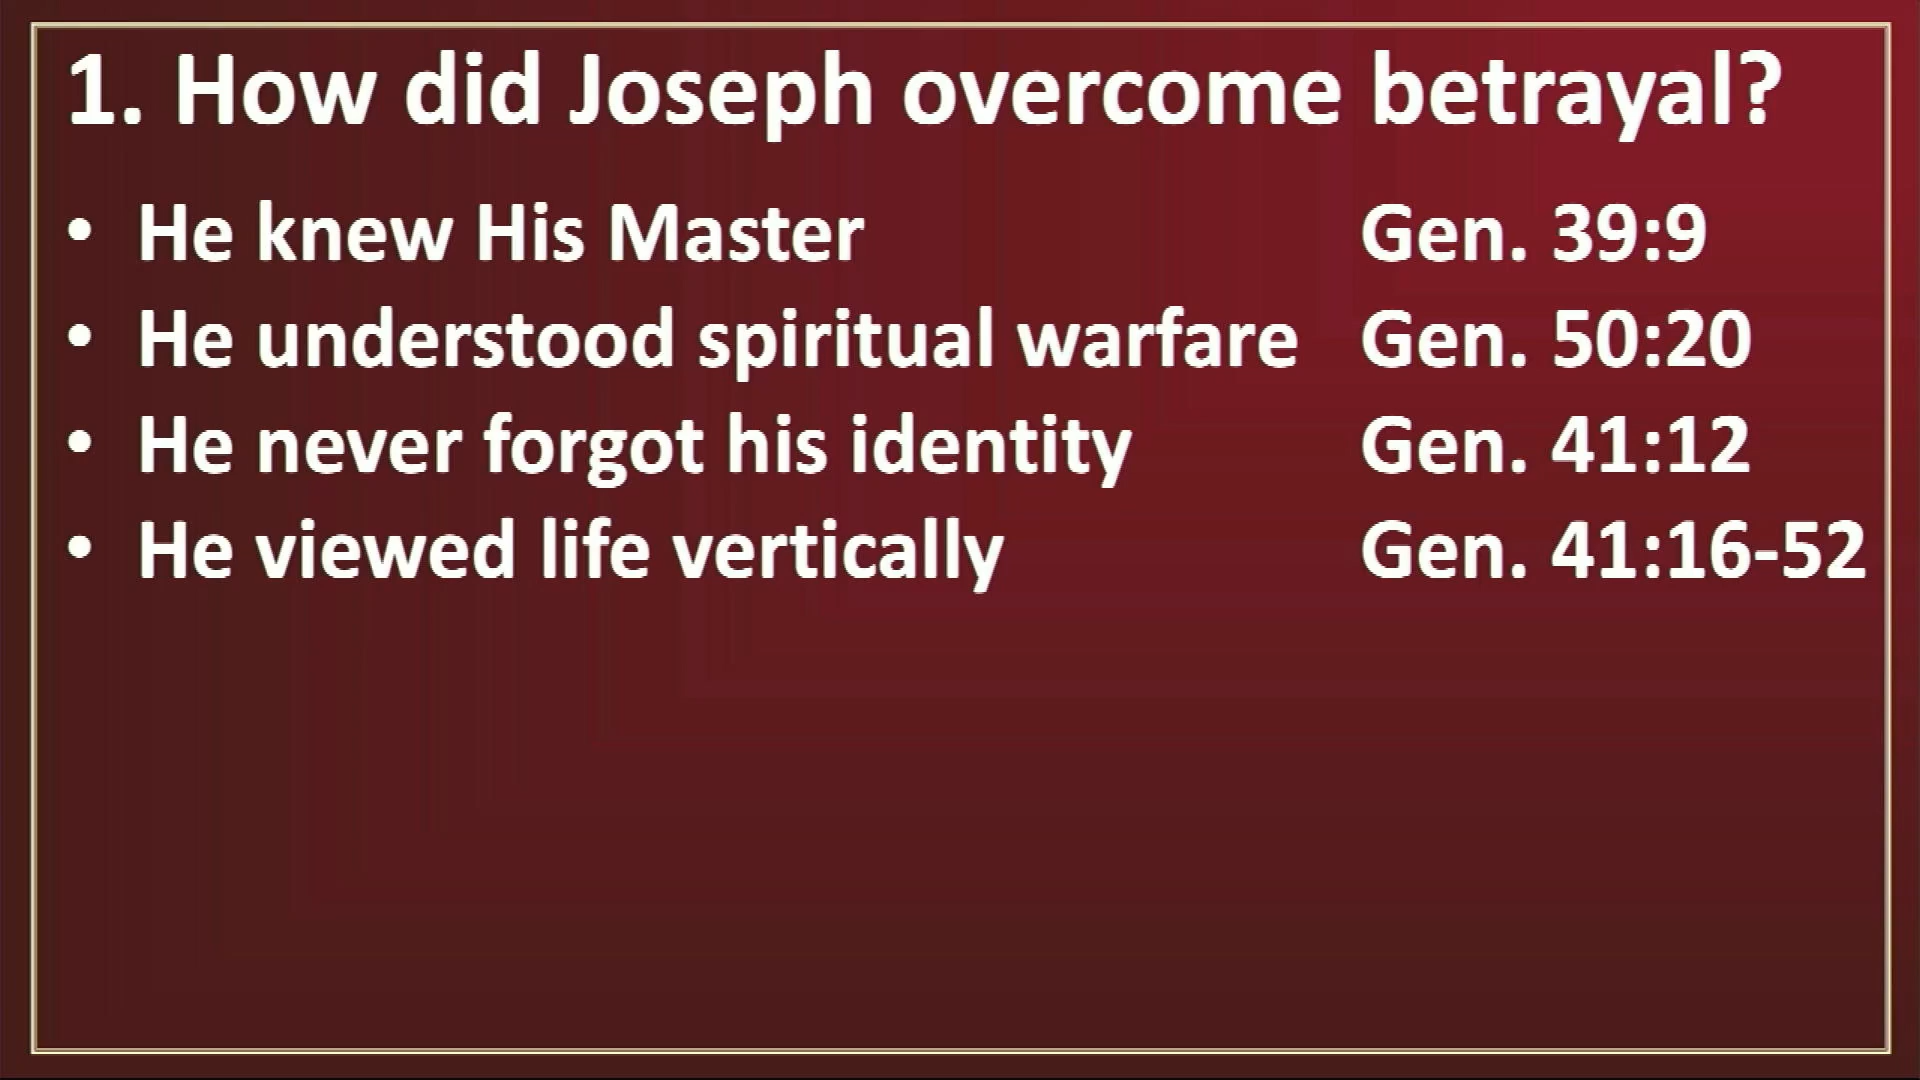 1. How did Joseph overcome betrayal?
• He knew His Master Gen. 39:9
• He understood spiritual warfare Gen. 50:20
• He never forgot his identity Gen. 41:12
• He viewed life vertically Gen. 41:16-52